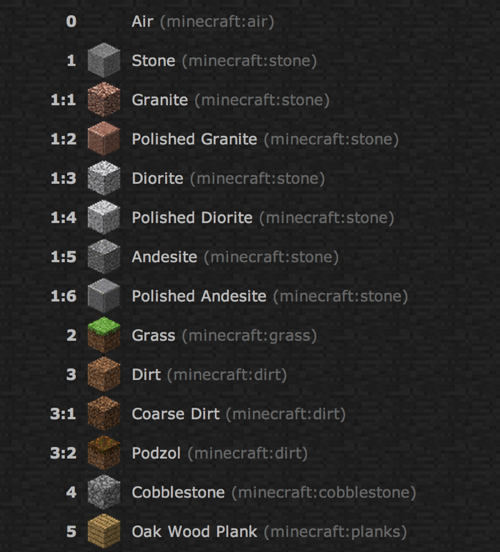 0 Air (minecraft:air)
1 Stone (minecraft:stone)
1:1 Granite (minecraft:stone)
1:2 Polished Granite (minecraft:stone)
1:3 Diorite (minecraft:stone)
1:4 Polished Diorite (minecraft:stone)
1:5 Andesite (minecraft:stone)
1:6 Polished Andesite (minecraft:stone)
2 Grass (minecraft:grass)
3 Dirt (minecraft:dirt)
3:1 Coarse Dirt (minecraft:dirt)
3:2 Podzol (minecraft:dirt)
4 Cobblestone (minecraft:cobblestone)
5 Oak Wood Plank (minecraft:planks)